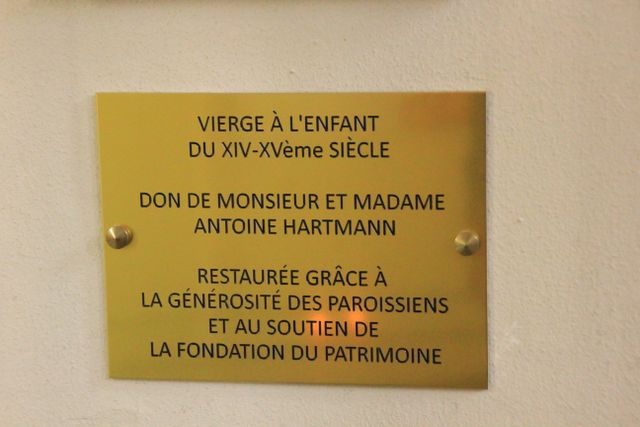 VIERGE À L'ENFANT
DU XIV-XVème SIÈCLE
DON DE MONSIEUR ET MADAME
ANTOINE HARTMANN
RESTAURÉE GRÂCE À
LA GÉNÉROSITÉ DES PAROISSIENS
ET AU SOUTIEN DE
LA FONDATION DU PATRIMOINE